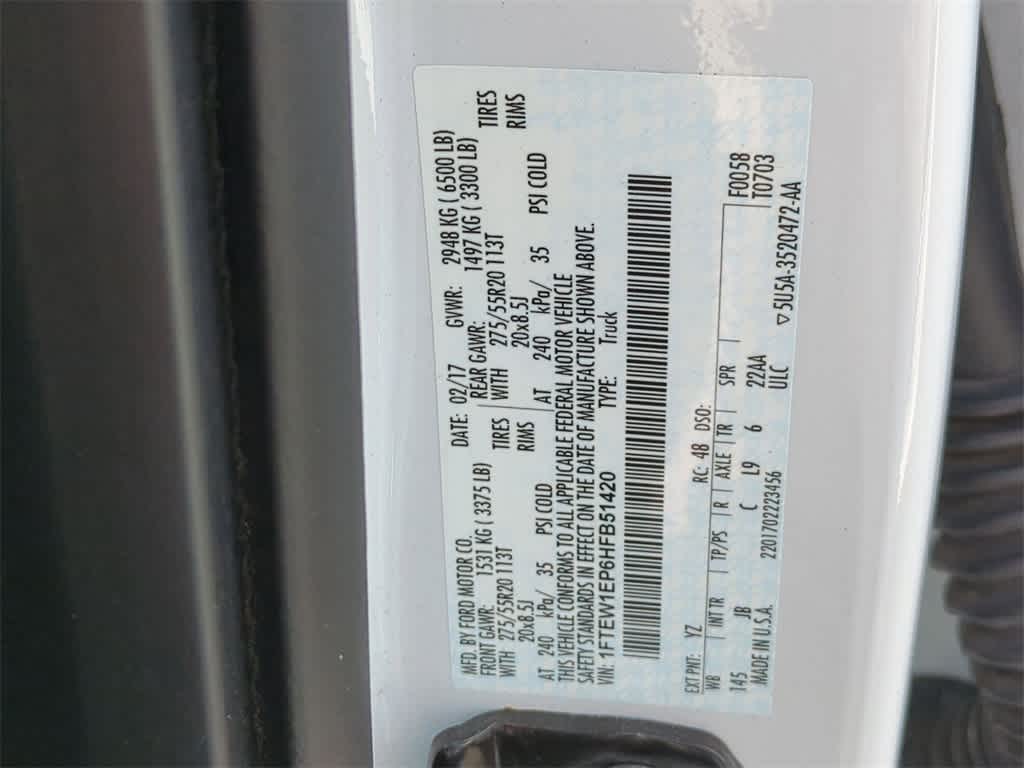 MFD. BY FORD MOTOR CO. DATE: 02/17 GVWR: 2948 KG ( 6500 LB)
FRONT GAWR: 1531 KG ( 3375 LB) REAR GAWR: 1497 KG ( 3300 LB)
WITH 275/55R20 113T TIRES WITH 275/55R20 113T TIRES
20x8.5J RIMS 20x8.5J RIMS
AT 240 kPa/ 35 PSI COLD AT 240 kPa/ 35 PSI COLD
THIS VEHICLE CONFORMS TO ALL APPLICABLE FEDERAL MOTOR VEHICLE
SAFETY STANDARDS IN EFFECT ON THE DATE OF MANUFACTURE SHOWN ABOVE.
VIN: 1FTEW1EP6HFB51420 TYPE: Truck
EXT PNT: YZ RC: 48 DSO:
WB INT TR TP/PS R AXLE TR SPR F0058
145 JB C L9 6 22AA T0703
MADE IN U.S.A. 2201702223456 ULC
▽5U5A-3520472-AA